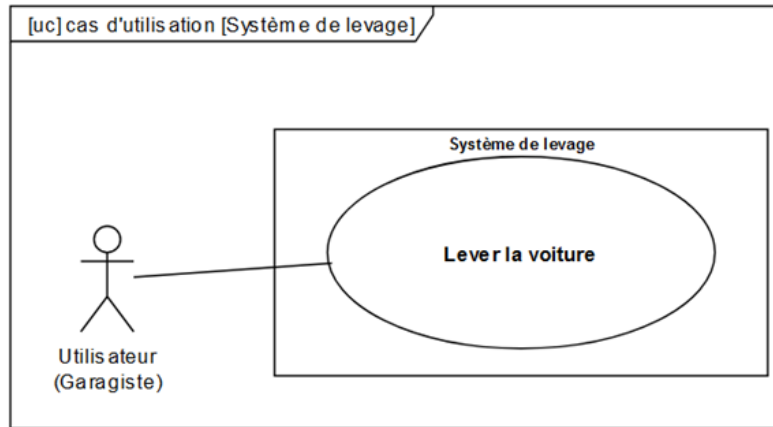 [uc] cas d'utilisation [Système de levage]
Système de levage
Lever la voiture
Utilisateur
(Garagiste)